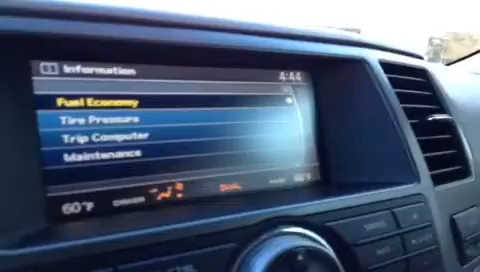 Information
4:44
Fuel Economy
Tire Pressure
Trip Computer
Maintenance
60°F DUAL